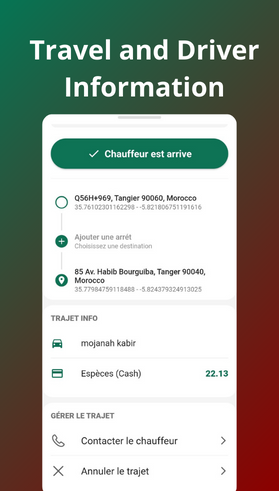 Travel and Driver
Information
Chauffeur est arrive
Q56H+969, Tangier 90060, Morocco
35.76102301162298 - -5.821806751191616
Ajouter une arrêt
Choisissez une destination
85 Av. Habib Bourguiba, Tanger 90040,
Morocco
35.77984759118488 - -5.824379324913025
TRAJET INFO
mojanah kabir
Espèces (Cash)
22.13
GÉRER LE TRAJET
Contacter le chauffeur
Annuler le trajet